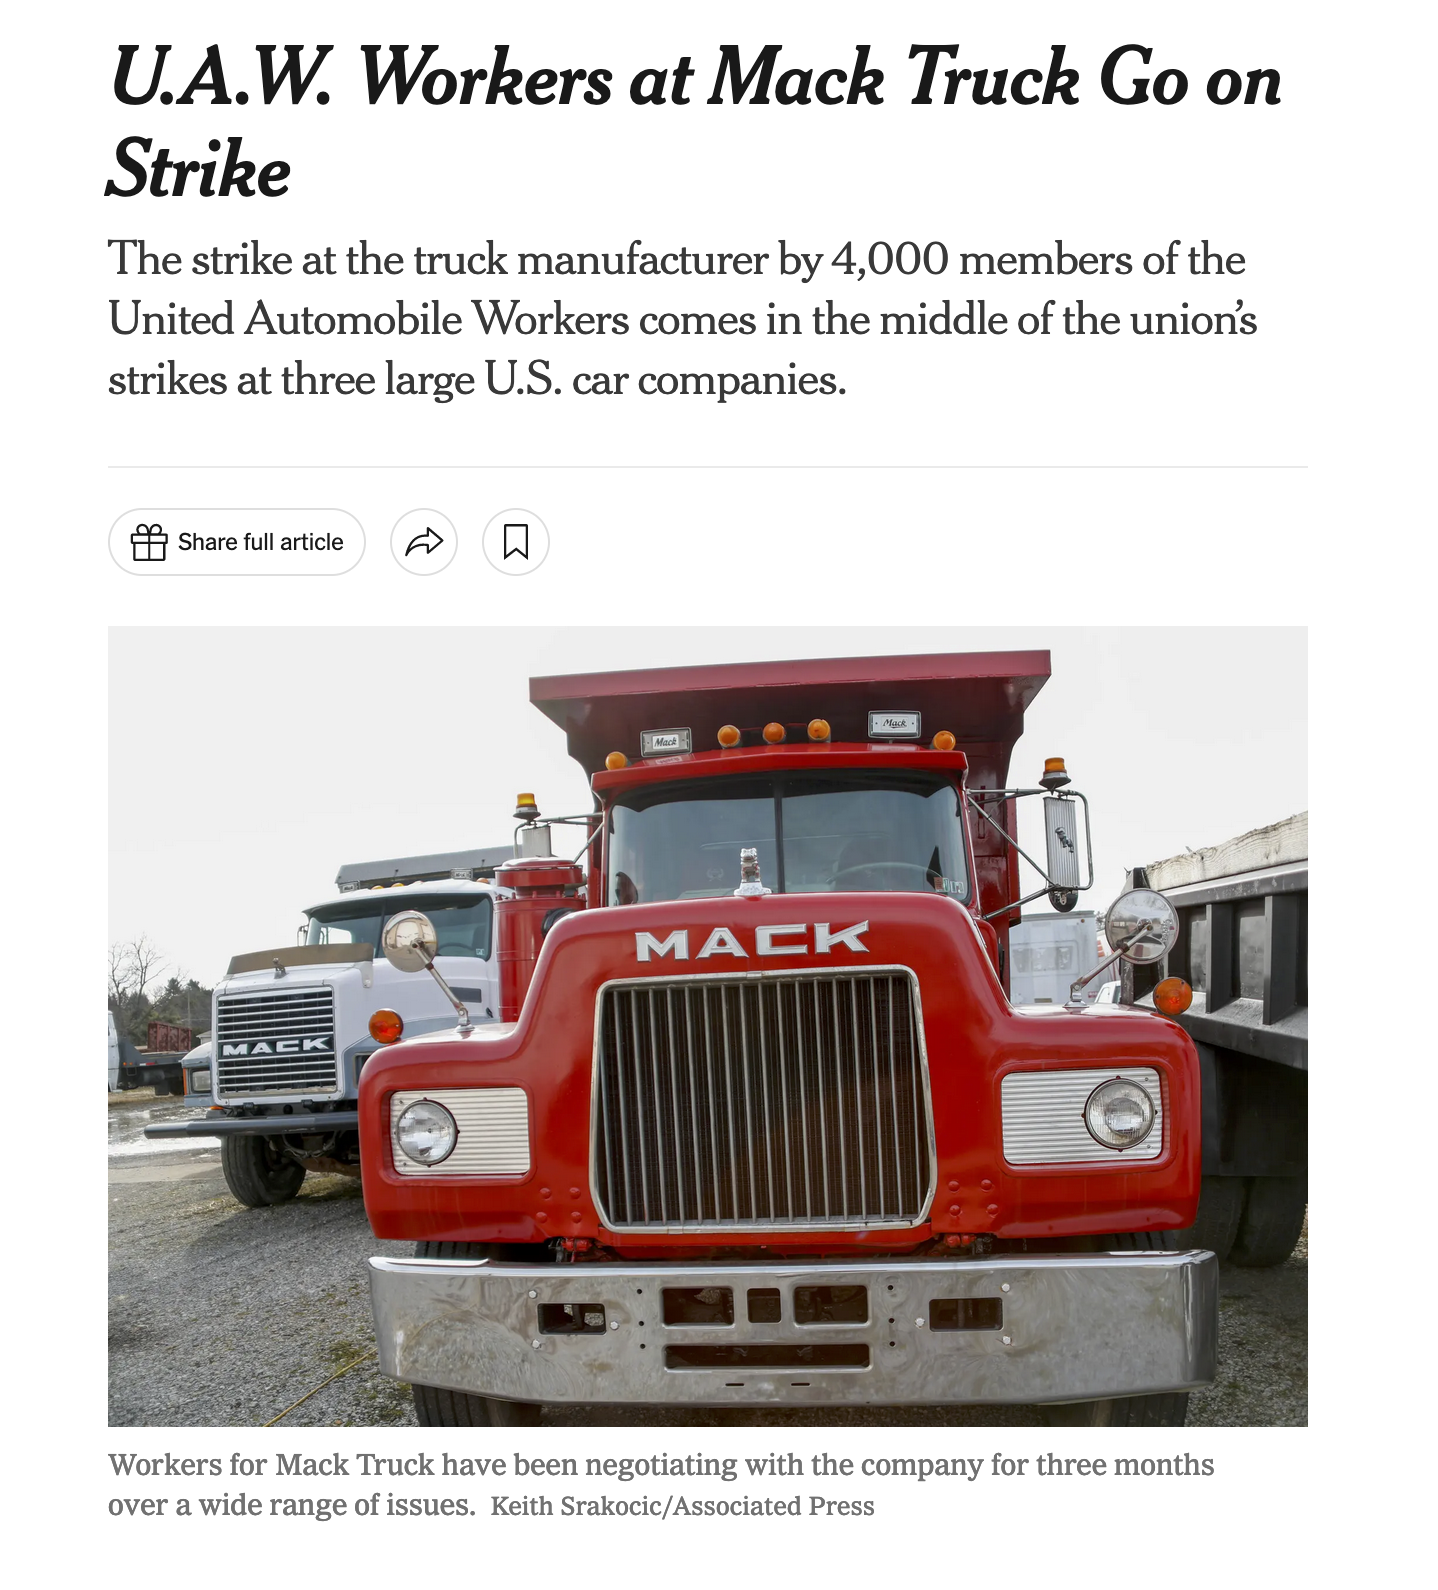 U.A.W. Workers at Mack Truck Go on
Strike
The strike at the truck manufacturer by 4,000 members of the
United Automobile Workers comes in the middle of the union’s
strikes at three large U.S. car companies.
Share full article
Mack
Mack
MACK
MACK
Workers for Mack Truck have been negotiating with the company for three months
over a wide range of issues. Keith Srakocic/Associated Press